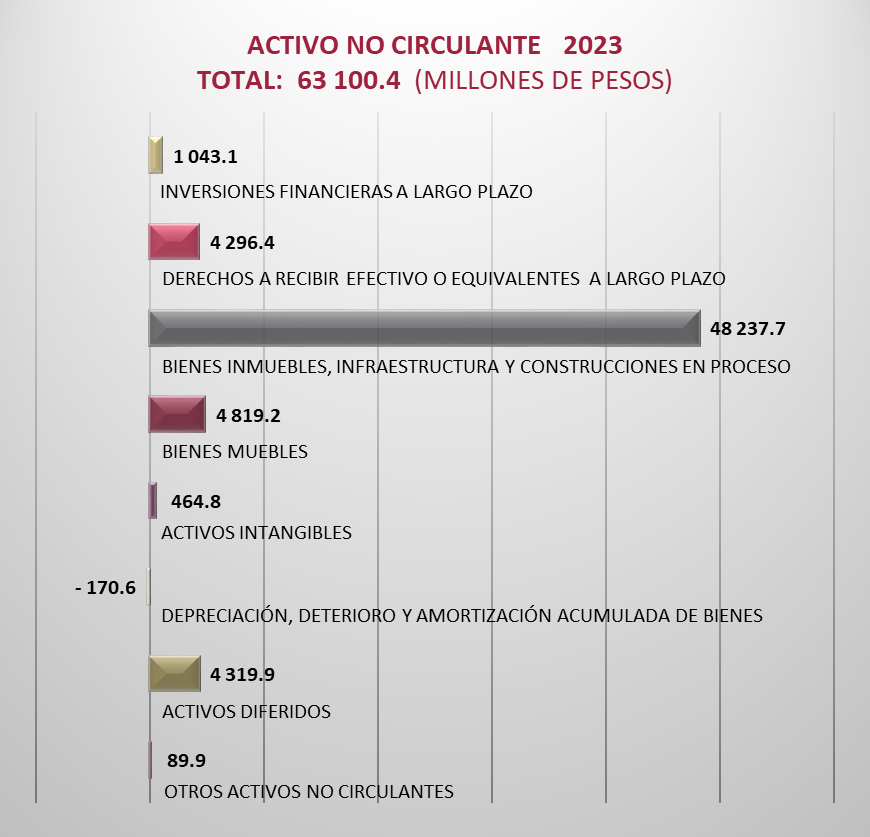 ACTIVO NO CIRCULANTE 2023
TOTAL: 63 100.4 (MILLONES DE PESOS)
1 043.1
INVERSIONES FINANCIERAS A LARGO PLAZO
4 296.4
DERECHOS A RECIBIR EFECTIVO O EQUIVALENTES A LARGO PLAZO
48 237.7
BIENES INMUEBLES, INFRAESTRUCTURA Y CONSTRUCCIONES EN PROCESO
4 819.2
BIENES MUEBLES
464.8
ACTIVOS INTANGIBLES
- 170.6
DEPRECIACIÓN, DETERIORO Y AMORTIZACIÓN ACUMULADA DE BIENES
4 319.9
ACTIVOS DIFERIDOS
89.9
OTROS ACTIVOS NO CIRCULANTES